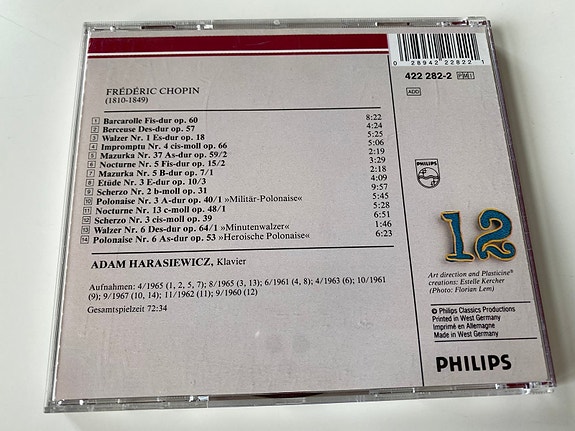 FRÉDÉRIC CHOPIN
(1810-1849)
1 Barcarolle Fis-dur op. 60 8:22
2 Berceuse Des-dur op. 57 4:24
3 Walzer Nr. 1 Es-dur op. 18 5:25
4 Impromptu Nr. 4 cis-moll op. 66 5:06
5 Mazurka Nr. 37 As-dur op. 59/2 2:19
6 Nocturne Nr. 5 Fis-dur op. 15/2 3:29
7 Mazurka Nr. 5 B-dur op. 7/1 2:18
8 Etüde Nr. 3 E-dur op. 10/3 4:09
9 Scherzo Nr. 2 b-moll op. 31 9:57
10 Polonaise Nr. 3 A-dur op. 40/1 »Militär-Polonaise« 5:45
11 Nocturne Nr. 13 c-moll op. 48/1 5:28
12 Scherzo Nr. 3 cis-moll op. 39 6:51
13 Walzer Nr. 6 Des-dur op. 64/1 »Minutenwalzer« 1:46
14 Polonaise Nr. 6 As-dur op. 53 »Heroische Polonaise« 6:23
ADAM HARASIEWICZ, Klavier
Aufnahmen: 4/1965 (1, 2, 5, 7); 8/1965 (3, 13); 6/1961 (4, 8); 4/1963 (6); 10/1961
(9); 9/1967 (10, 14); 11/1962 (11); 9/1960 (12)
Gesamtspielzeit 72:34
0 28942 22822 1
422 282-2 PM1
ADD
PHILIPS
12
Art direction and Plasticine®
creations: Estelle Kercher
(Photo: Florian Lem)
℗ Philips Classics Productions
Printed in West Germany
Imprimé en Allemagne
Made in West Germany
PHILIPS